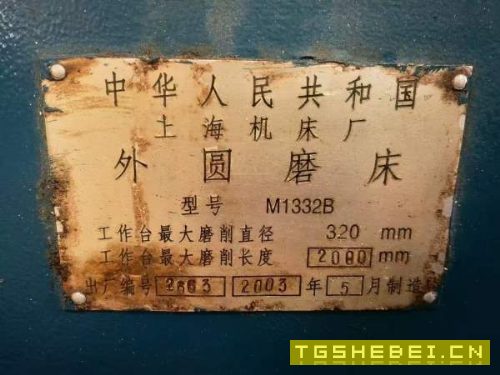 中华人民共和国
上海机床厂
外圆磨床
型号 M1332B
工作台最大磨削直径 320 mm
工作台最大磨削长度 2000 mm
出厂编号 2663 2003 年 5 月制造
TGSHEBEI.CN